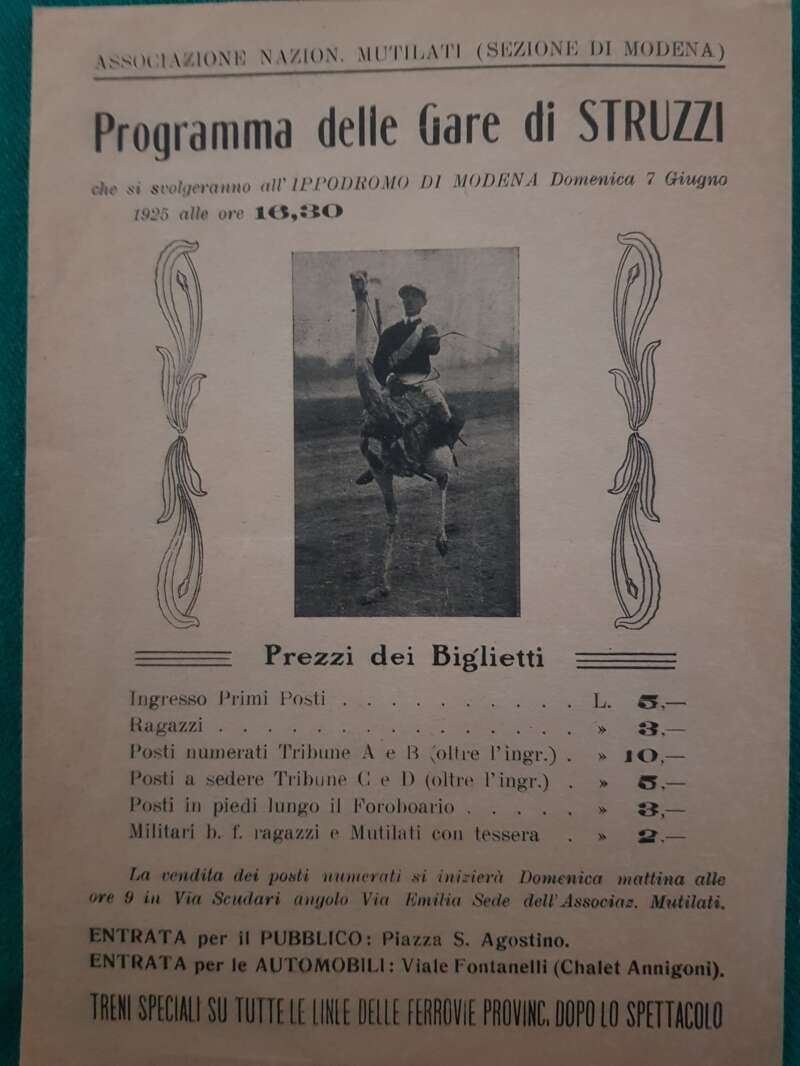 ASSOCIAZIONE NAZION. MUTILATI (SEZIONE DI MODENA)
Programma delle Gare di STRUZZI
che si svolgeranno all'IPPODROMO DI MODENA Domenica 7 Giugno
1925 alle ore 16,30
Prezzi dei Biglietti
Ingresso Primi Posti . . . . . . . . . . L. 5,—
Ragazzi . . . . . . . . . . . . . . . » 3,—
Posti numerati Tribune A e B (oltre l'ingr.) . » 10,—
Posti a sedere Tribune C e D (oltre l'ingr.) . » 5,—
Posti in piedi lungo il Foroboario . . . . . » 3,—
Militari b. f. ragazzi e Mutilati con tessera . » 2,—
La vendita dei posti numerati si inizierà Domenica mattina alle
ore 9 in Via Scudari angolo Via Emilia Sede dell'Associaz. Mutilati.
ENTRATA per il PUBBLICO: Piazza S. Agostino.
ENTRATA per le AUTOMOBILI: Viale Fontanelli (Chalet Annigoni).
TRENI SPECIALI SU TUTTE LE LINLE DELLE FERROVIE PROVINC. DOPO LO SPETTACOLO